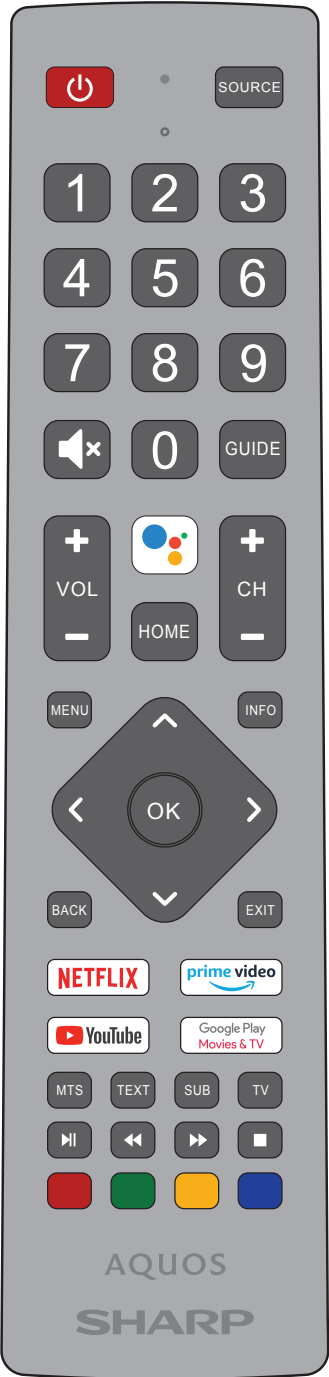 SOURCE
1 2 3
4 5 6
7 8 9
0 GUIDE
+ +
VOL CH
HOME
- -
MENU INFO
OK
BACK EXIT
NETFLIX prime video
YouTube Google Play
Movies & TV
MTS TEXT SUB TV
AQUOS
SHARP